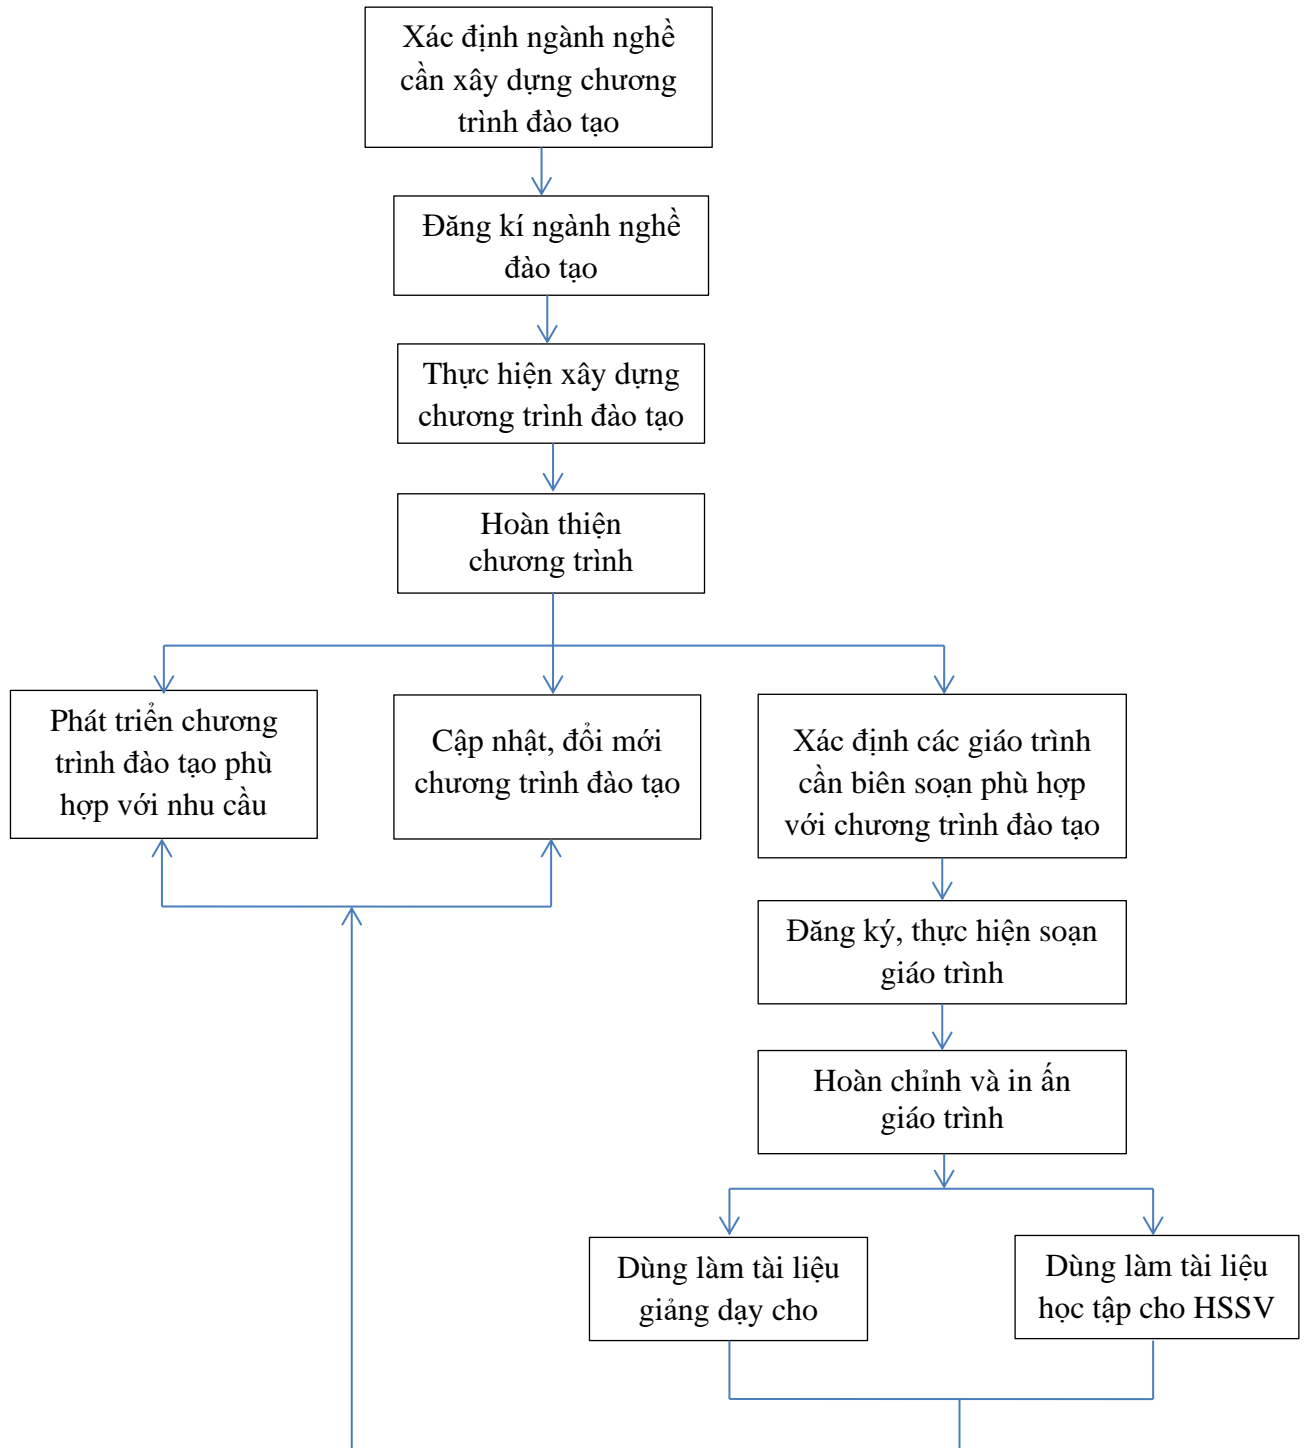 Xác định ngành nghề
cần xây dựng chương
trình đào tạo
Đăng kí ngành nghề
đào tạo
Thực hiện xây dựng
chương trình đào tạo
Hoàn thiện
chương trình
Phát triển chương
trình đào tạo phù
hợp với nhu cầu
Cập nhật, đổi mới
chương trình đào tạo
Xác định các giáo trình
cần biên soạn phù hợp
với chương trình đào tạo
Đăng ký, thực hiện soạn
giáo trình
Hoàn chỉnh và in ấn
giáo trình
Dùng làm tài liệu
giảng dạy cho
Dùng làm tài liệu
học tập cho HSSV